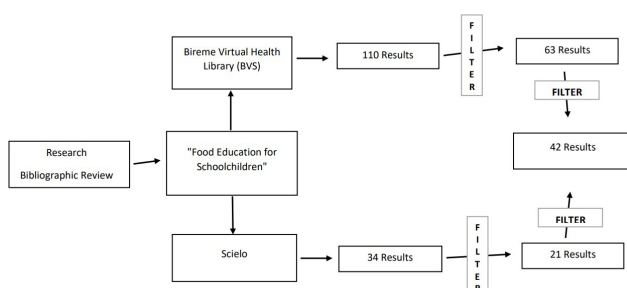 Bireme Virtual Health
Library (BVS)
110 Results
F
I
L
T
E
R
63 Results
FILTER
Research
Bibliographic Review
"Food Education for
Schoolchildren"
42 Results
FILTER
Scielo
34 Results
F
I
L
T
E
R
21 Results